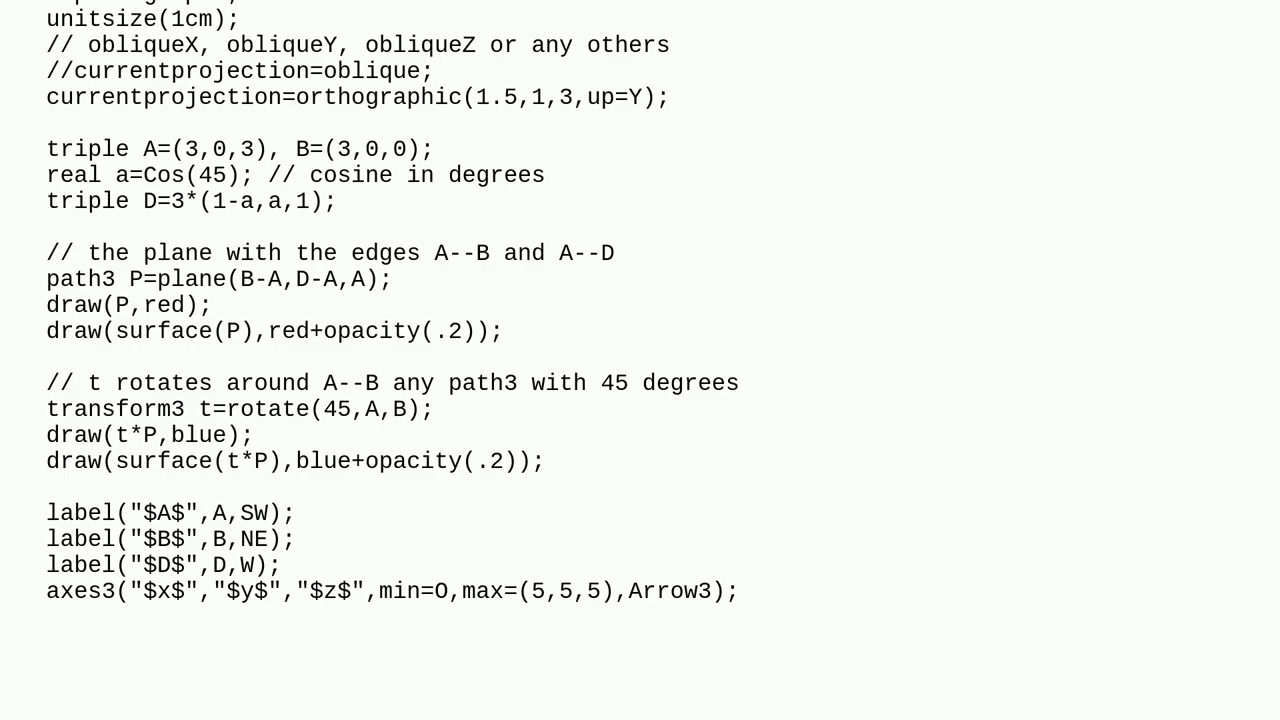 unitsize(1cm);
// obliqueX, obliqueY, obliqueZ or any others
//currentprojection=oblique;
currentprojection=orthographic(1.5,1,3,up=Y);
triple A=(3,0,3), B=(3,0,0);
real a=Cos(45); // cosine in degrees
triple D=3*(1-a,a,1);
// the plane with the edges A--B and A--D
path3 P=plane(B-A,D-A,A);
draw(P,red);
draw(surface(P),red+opacity(.2));
// t rotates around A--B any path3 with 45 degrees
transform3 t=rotate(45,A,B);
draw(t*P,blue);
draw(surface(t*P),blue+opacity(.2));
label("$A$",A,SW);
label("$B$",B,NE);
label("$D$",D,W);
axes3("$x$","$y$","$z$",min=O,max=(5,5,5),Arrow3);